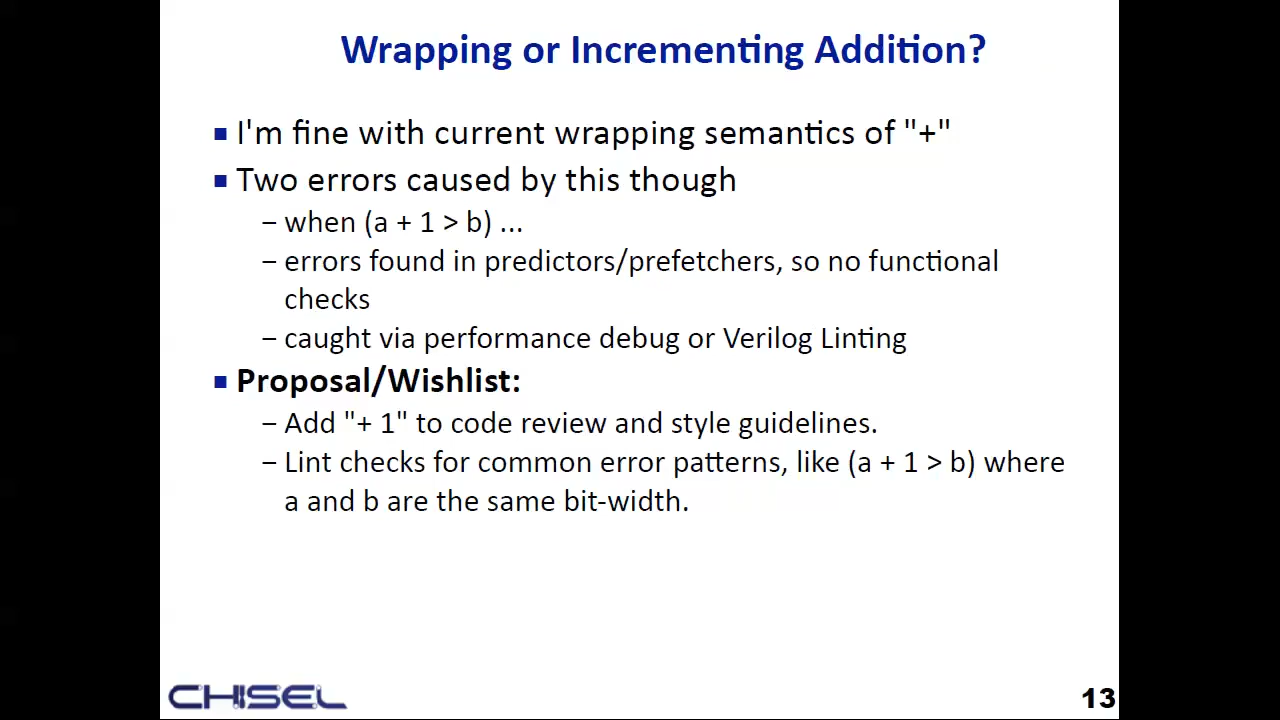 Wrapping or Incrementing Addition?
I'm fine with current wrapping semantics of "+"
Two errors caused by this though
– when (a + 1 > b) ...
– errors found in predictors/prefetchers, so no functional
checks
– caught via performance debug or Verilog Linting
Proposal/Wishlist:
– Add "+ 1" to code review and style guidelines.
– Lint checks for common error patterns, like (a + 1 > b) where
a and b are the same bit-width.
CHISEL
13